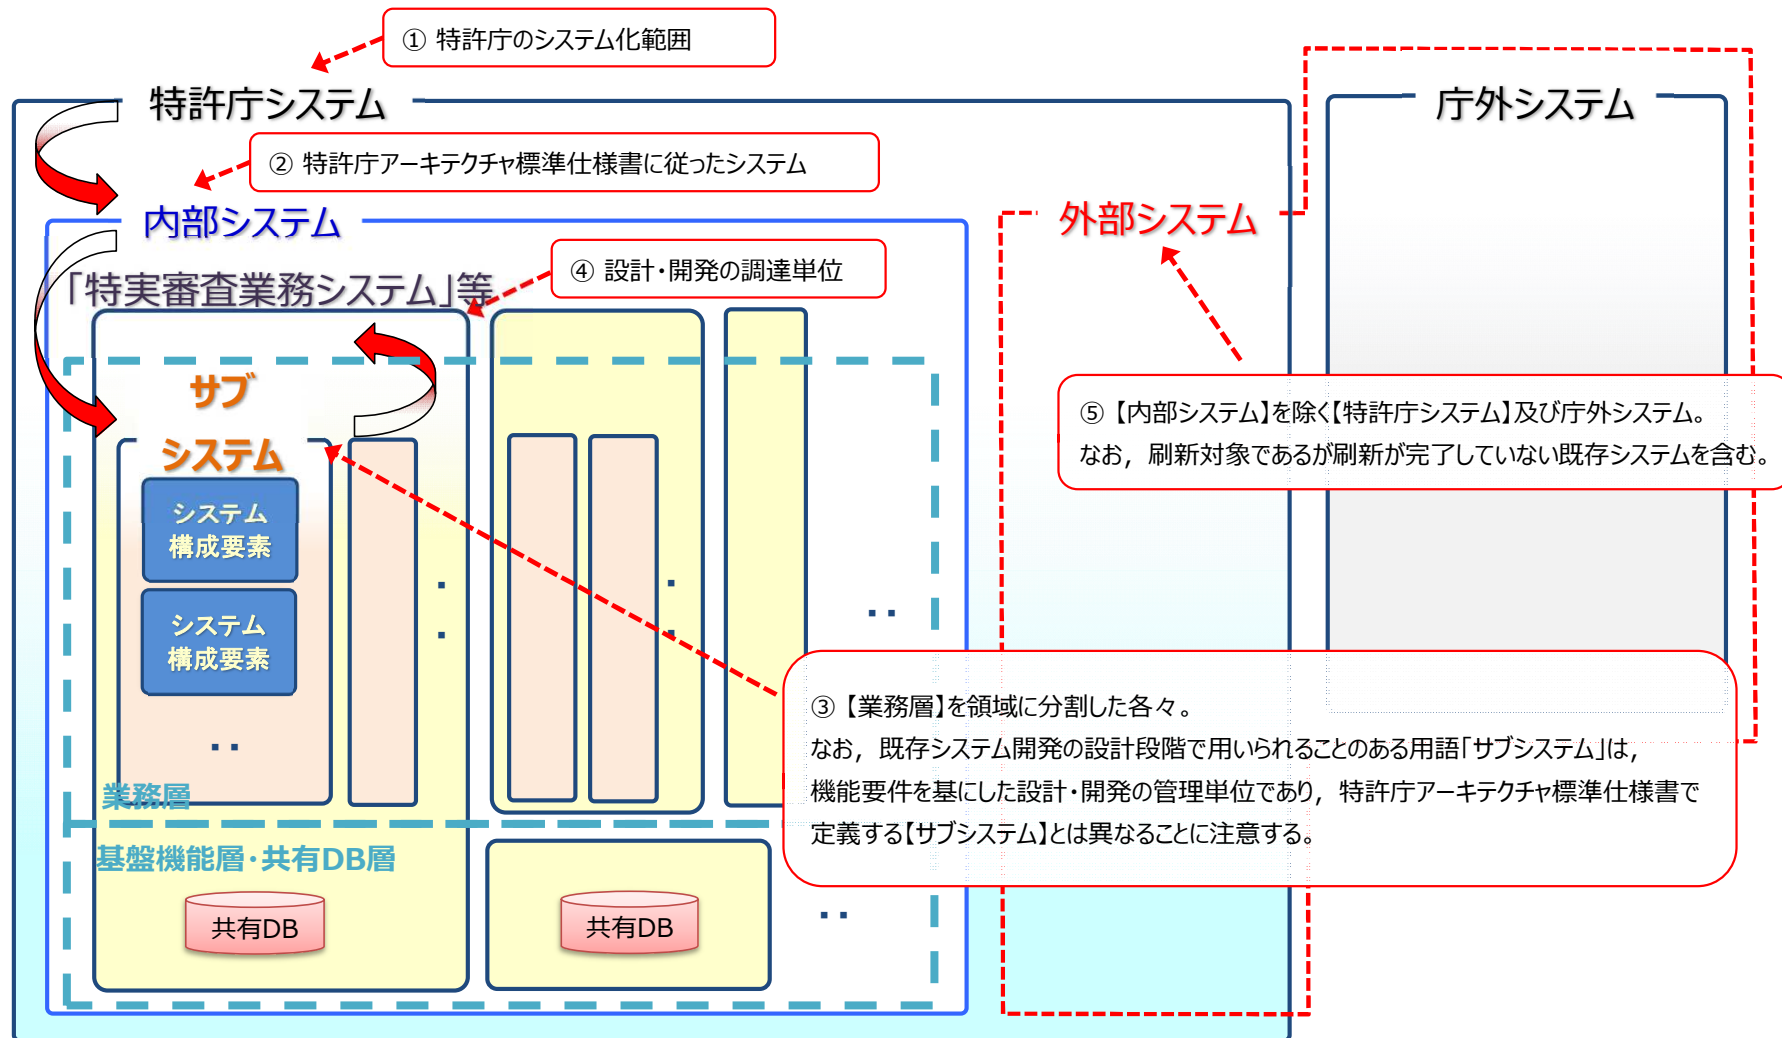 ① 特許庁のシステム化範囲
特許庁システム
庁外システム
② 特許庁アーキテクチャ標準仕様書に従ったシステム
内部システム
外部システム
④ 設計・開発の調達単位
「特実審査業務システム」等
サブ
システム
⑤【内部システム】を除く【特許庁システム】及び庁外システム。
なお，刷新対象であるが刷新が完了していない既存システムを含む。
システム
構成要素
システム
構成要素
‥
‥
③【業務層】を領域に分割した各々。
なお，既存システム開発の設計段階で用いられることのある用語「サブシステム」は，
機能要件を基にした設計・開発の管理単位であり，特許庁アーキテクチャ標準仕様書で
定義する【サブシステム】とは異なることに注意する。
業務層
基盤機能層・共有DB層
共有DB
共有DB
‥